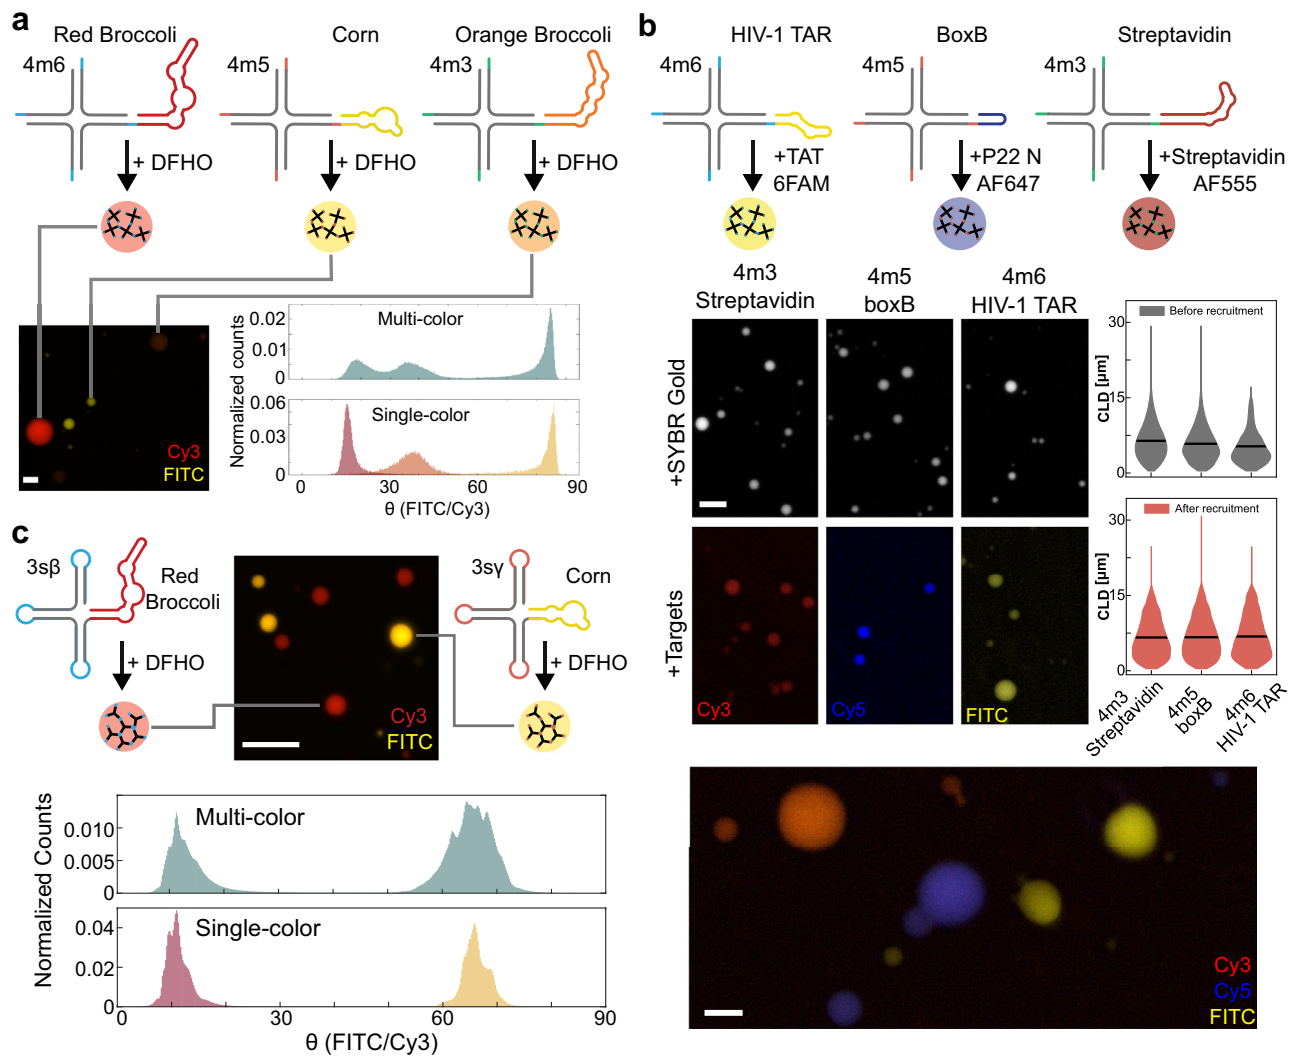 a
Red Broccoli
Corn
Orange Broccoli
4m6
4m5
4m3
+ DFHO
+ DFHO
+ DFHO
Cy3
FITC
Normalized counts
0.02
0.01
0
Multi-color
0.06
0.03
0
Single-color
0
30
60
90
θ (FITC/Cy3)
b
HIV-1 TAR
BoxB
Streptavidin
4m6
4m5
4m3
+TAT
6FAM
+P22 N
AF647
+Streptavidin
AF555
4m3
Streptavidin
4m5
boxB
4m6
HIV-1 TAR
+SYBR Gold
+Targets
Cy3
Cy5
FITC
CLD [µm]
30
15
0
Before recruitment
CLD [µm]
30
15
0
After recruitment
4m3
Streptavidin
4m5
boxB
4m6
HIV-1 TAR
Cy3
Cy5
FITC
c
3sβ
Red
Broccoli
+ DFHO
Cy3
FITC
3sγ
Corn
+ DFHO
Normalized Counts
0.010
0.005
0
Multi-color
0.04
0.02
0
Single-color
0
30
60
90
θ (FITC/Cy3)